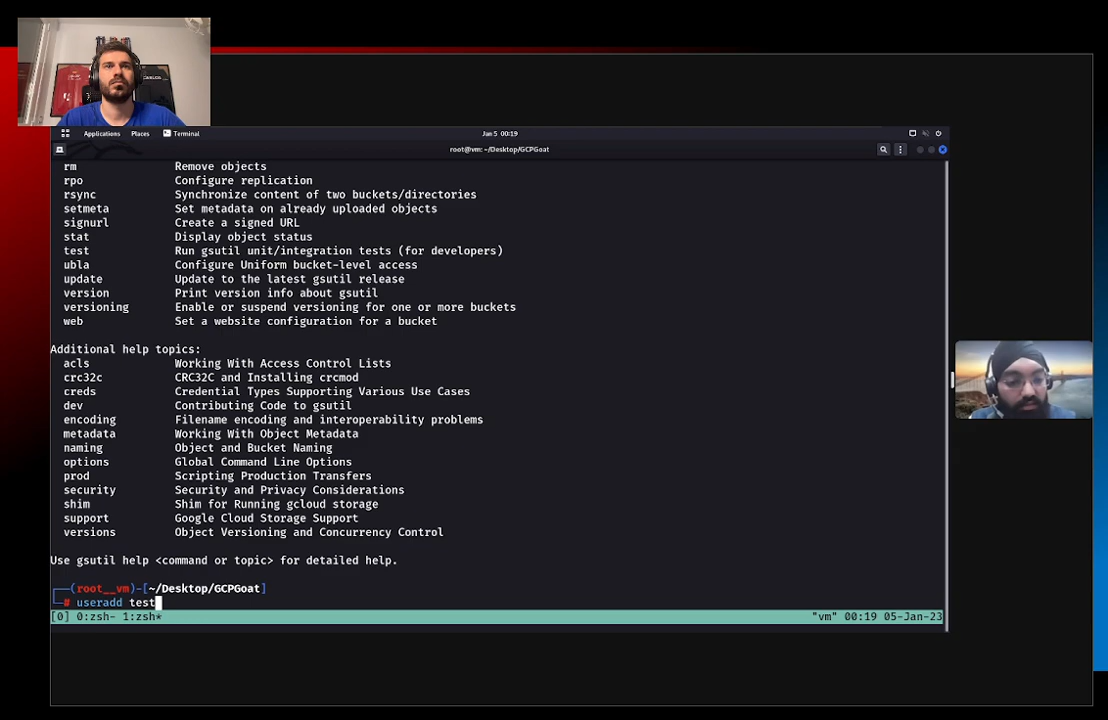 Applications Places Terminal Jan 5 00:19
root@vm: ~/Desktop/GCPGoat
rm Remove objects
rpo Configure replication
rsync Synchronize content of two buckets/directories
setmeta Set metadata on already uploaded objects
signurl Create a signed URL
stat Display object status
test Run gsutil unit/integration tests (for developers)
ubla Configure Uniform bucket-level access
update Update to the latest gsutil release
version Print version info about gsutil
versioning Enable or suspend versioning for one or more buckets
web Set a website configuration for a bucket
Additional help topics:
acls Working With Access Control Lists
crc32c CRC32C and Installing crcmod
creds Credential Types Supporting Various Use Cases
dev Contributing Code to gsutil
encoding Filename encoding and interoperability problems
metadata Working With Object Metadata
naming Object and Bucket Naming
options Global Command Line Options
prod Scripting Production Transfers
security Security and Privacy Considerations
shim Shim for Running gcloud storage
support Google Cloud Storage Support
versions Object Versioning and Concurrency Control
Use gsutil help <command or topic> for detailed help.
┌──(root__vm)-[~/Desktop/GCPGoat]
└─# useradd test
[0] 0:zsh- 1:zsh* "vm" 00:19 05-Jan-23